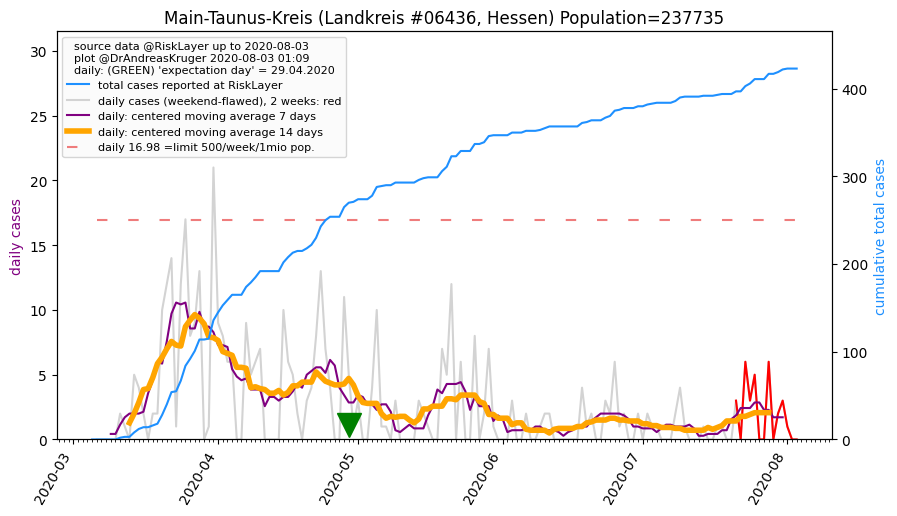 Main-Taunus-Kreis (Landkreis #06436, Hessen) Population=237735
source data @RiskLayer up to 2020-08-03
plot @DrAndreasKruger 2020-08-03 01:09
daily: (GREEN) 'expectation day' = 29.04.2020
total cases reported at RiskLayer
daily cases (weekend-flawed), 2 weeks: red
daily: centered moving average 7 days
daily: centered moving average 14 days
daily 16.98 =limit 500/week/1mio pop.
daily cases
30
25
20
15
10
5
0
cumulative total cases
400
300
200
100
0
2020-03
2020-04
2020-05
2020-06
2020-07
2020-08